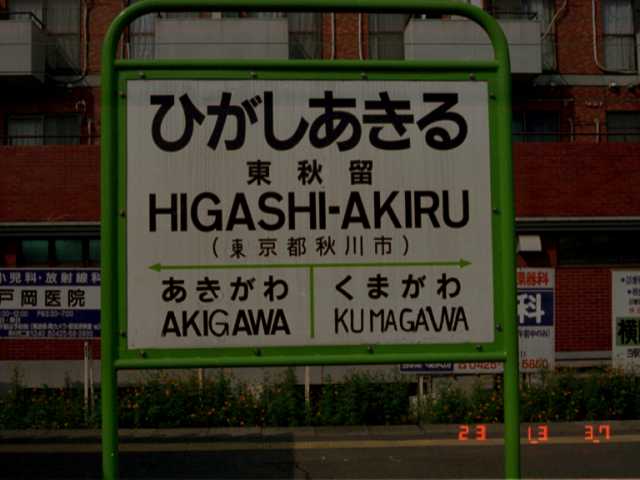 ひがしあきる
東秋留
HIGASHI-AKIRU
(東京都秋川市)
あきがわ くまがわ
AKIGAWA KUMAGAWA
小児科・放射線科
戸岡医院
科
横
23 13 37